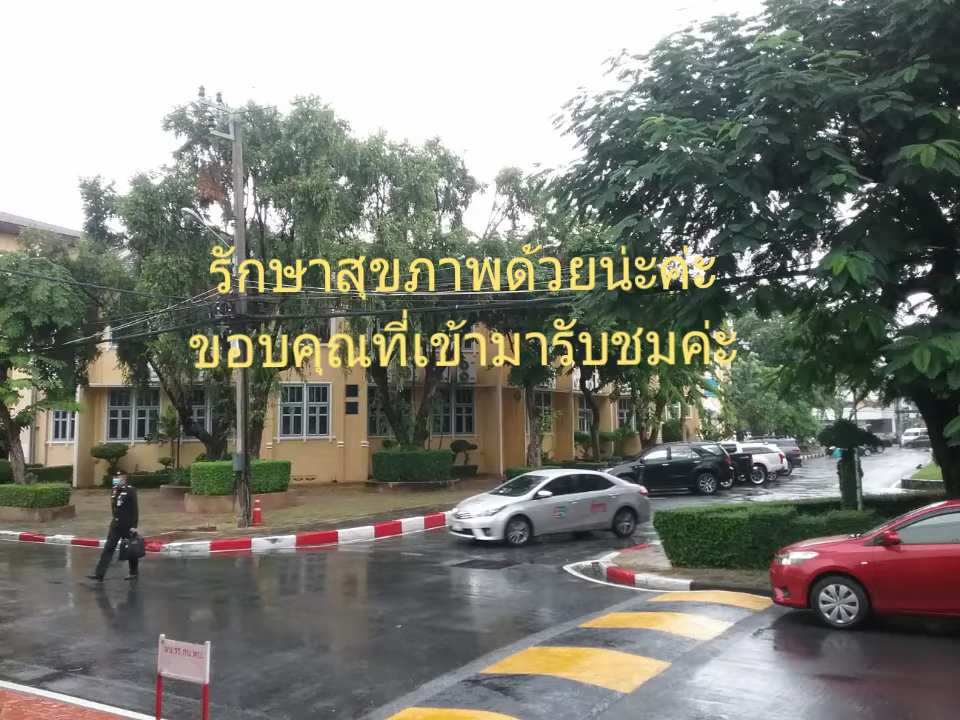 รักษาสุขภาพด้วยน่ะค่ะ
ขอบคุณที่เข้ามารับชมค่ะ